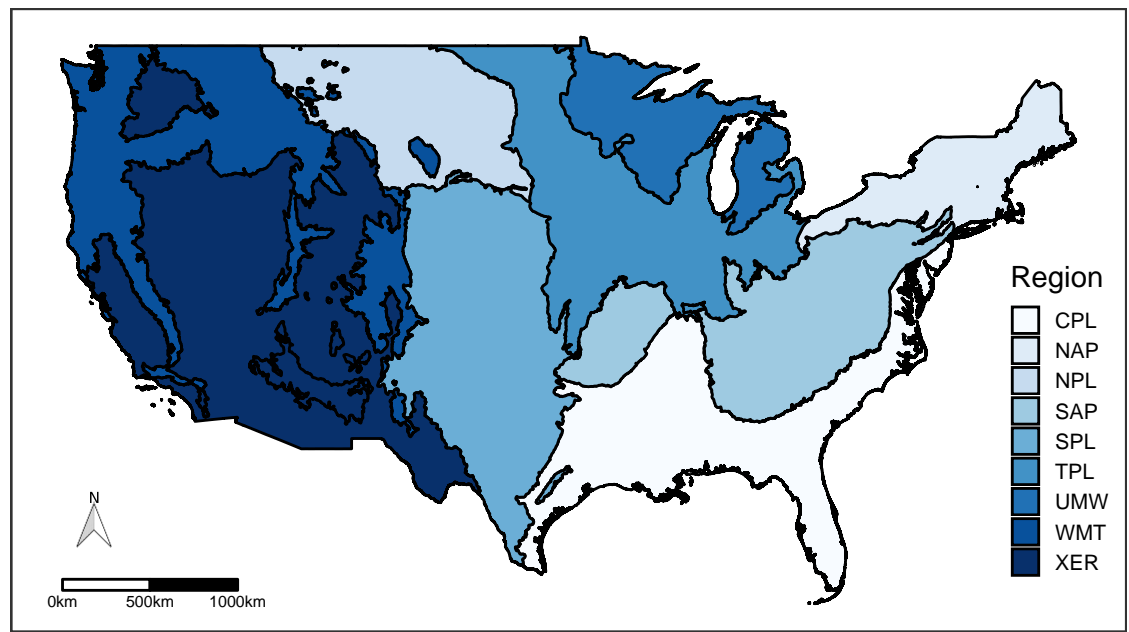 Region
CPL
NAP
NPL
SAP
SPL
TPL
UMW
WMT
XER
N
0km 500km 1000km